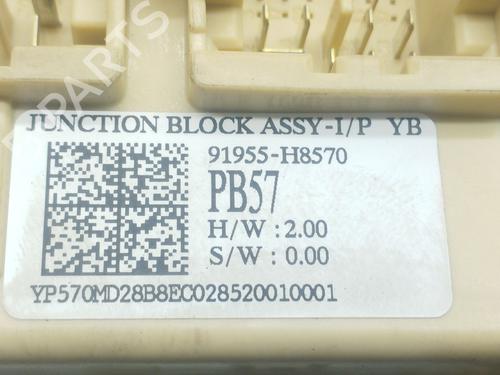 JUNCTION BLOCK ASSY-I/P YB
91955-H8570
PB57
H/W:2.00
S/W:0.00
YP570MD28B8EC028520010001